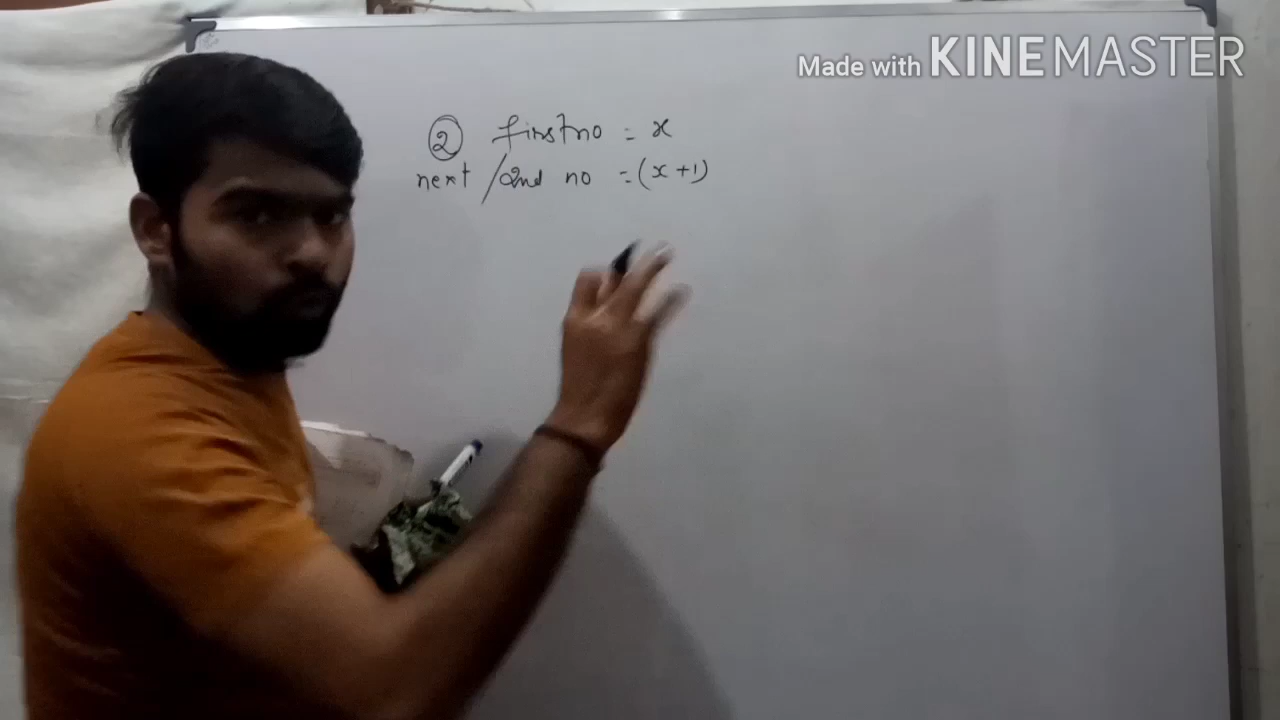 Made with KINEMASTER
② first no = x
next / 2nd no = (x + 1)